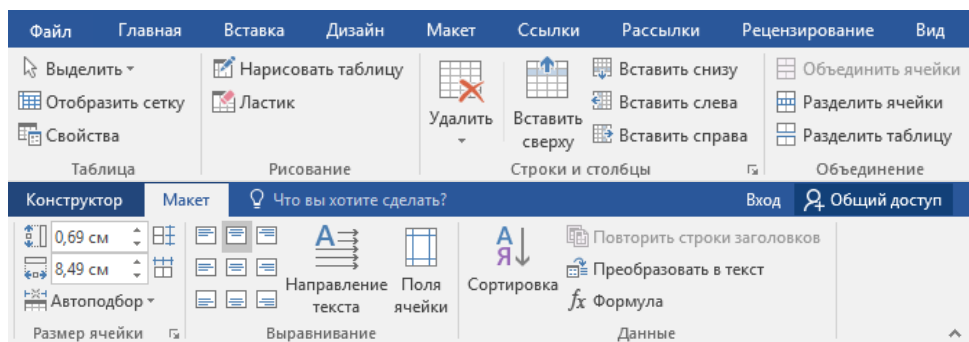 Файл Главная Вставка Дизайн Макет Ссылки Рассылки Рецензирование Вид
Выделить
Отобразить сетку
Свойства
Таблица
Нарисовать таблицу
Ластик
Рисование
Удалить
Вставить
сверху
Вставить снизу
Вставить слева
Вставить справа
Строки и столбцы
Объединить ячейки
Разделить ячейки
Разделить таблицу
Объединение
Конструктор Макет Что вы хотите сделать? Вход Общий доступ
0,69 см
8,49 см
Автоподбор
Размер ячейки
Направление
текста
Поля
ячейки
Выравнивание
Сортировка
Повторить строки заголовков
Преобразовать в текст
fx Формула
Данные